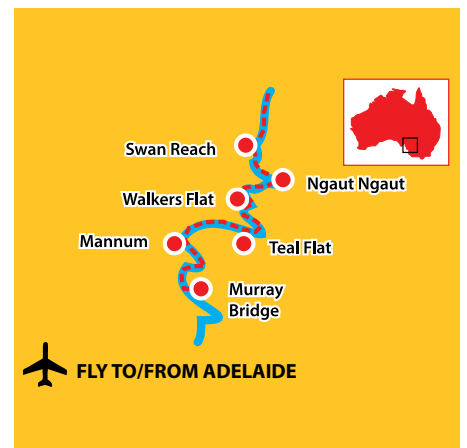 Swan Reach
Ngaut Ngaut
Walkers Flat
Mannum
Teal Flat
Murray
Bridge
FLY TO/FROM ADELAIDE